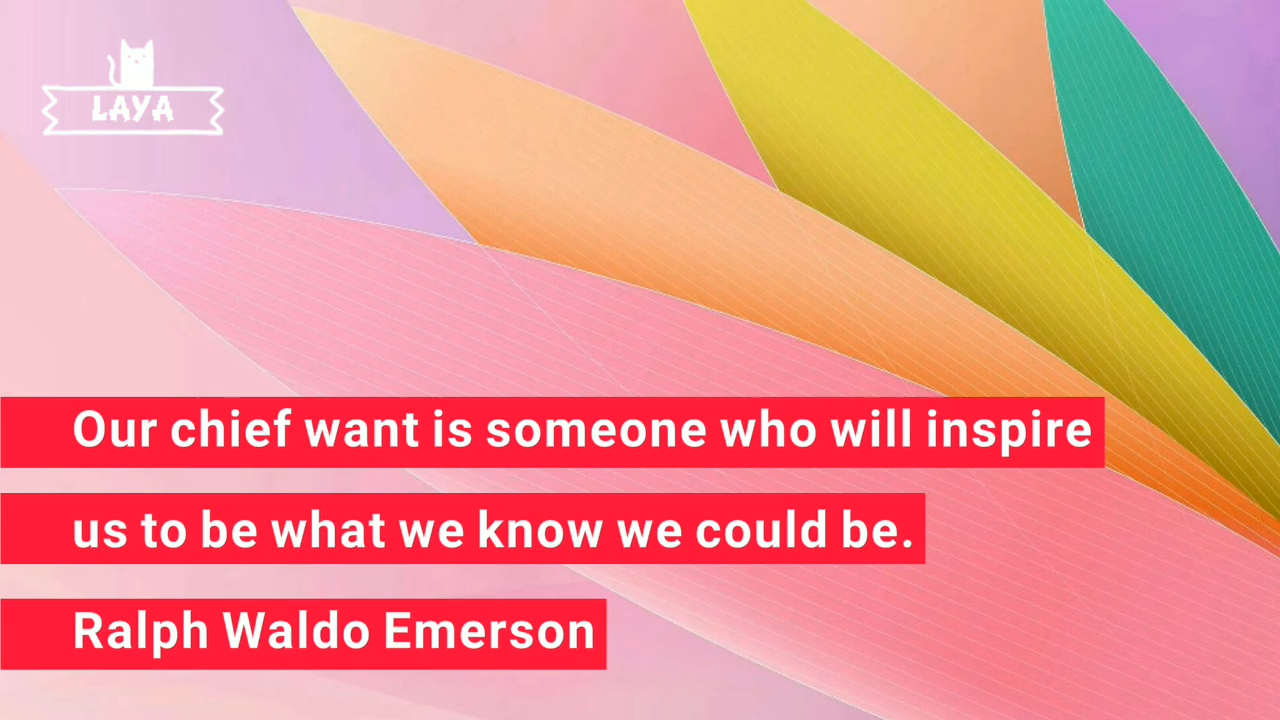 LAYA
Our chief want is someone who will inspire
us to be what we know we could be.
Ralph Waldo Emerson